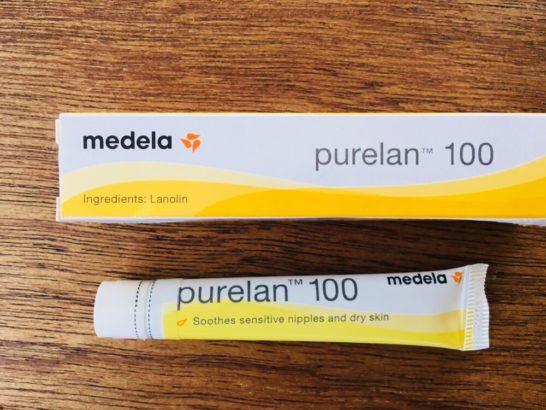 medela
purelan™ 100
Ingredients: Lanolin
purelan™ 100
medela
Soothes sensitive nipples and dry skin